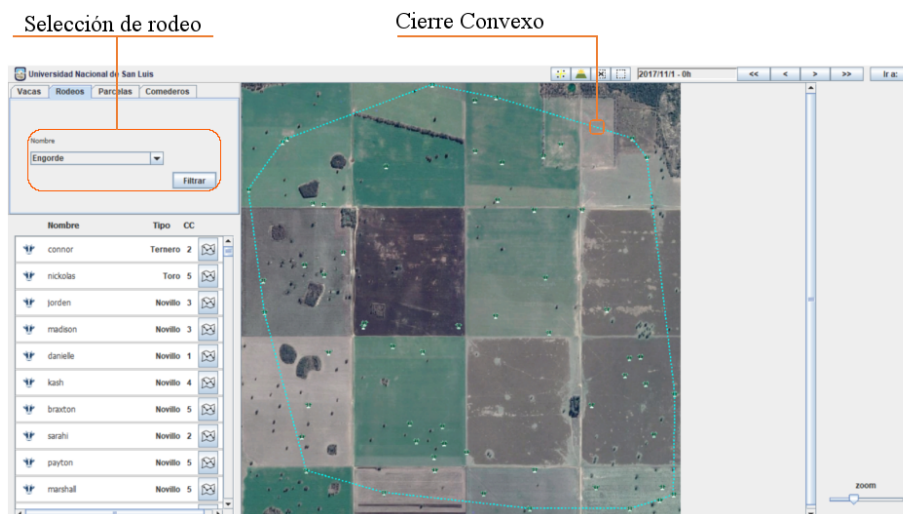 Selección de rodeo
Cierre Convexo
Universidad Nacional de San Luis
2017/11/1 - 0h
<<
<
>
>>
Ir a:
Vacas Rodeos Parcelas Comederos
Nombre
Engorde
Filtrar
Nombre Tipo CC
connor Ternero 2
nickolas Toro 5
jorden Novillo 3
madison Novillo 3
danielle Novillo 1
kash Novillo 4
braxton Novillo 5
sarahi Novillo 2
payton Novillo 5
marshall Novillo 5
zoom